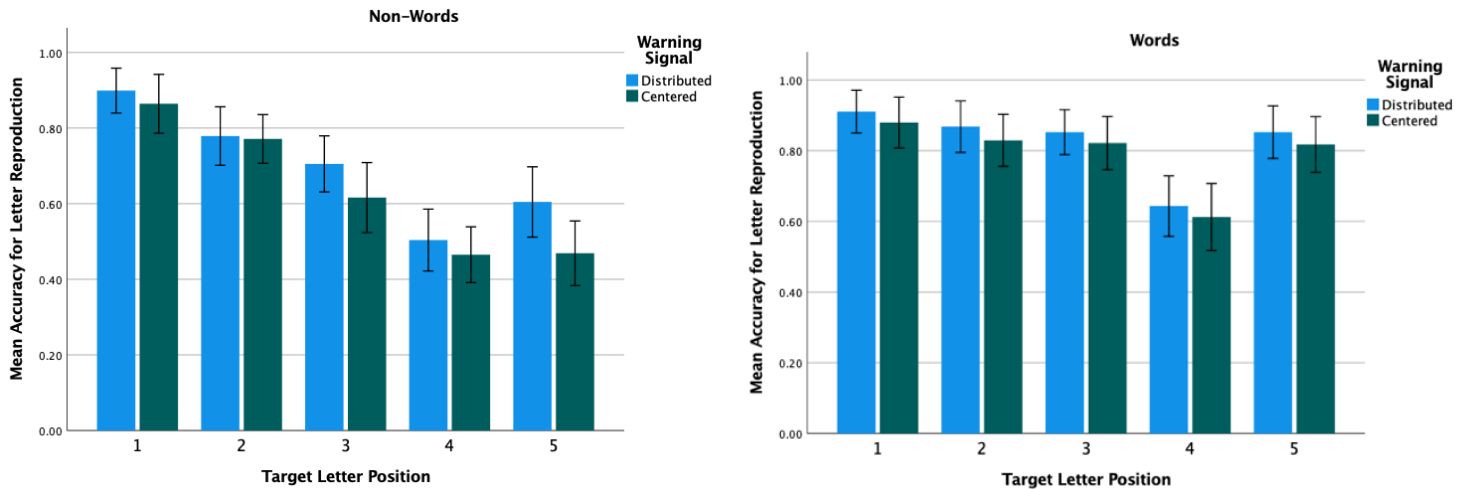 Non-Words
Mean Accuracy for Letter Reproduction
1.00
0.80
0.60
0.40
0.20
0.00
1 2 3 4 5
Target Letter Position
Warning
Signal
Distributed
Centered
Words
Mean Accuracy for Letter Reproduction
1.00
0.80
0.60
0.40
0.20
0.00
1 2 3 4 5
Target Letter Position
Warning
Signal
Distributed
Centered